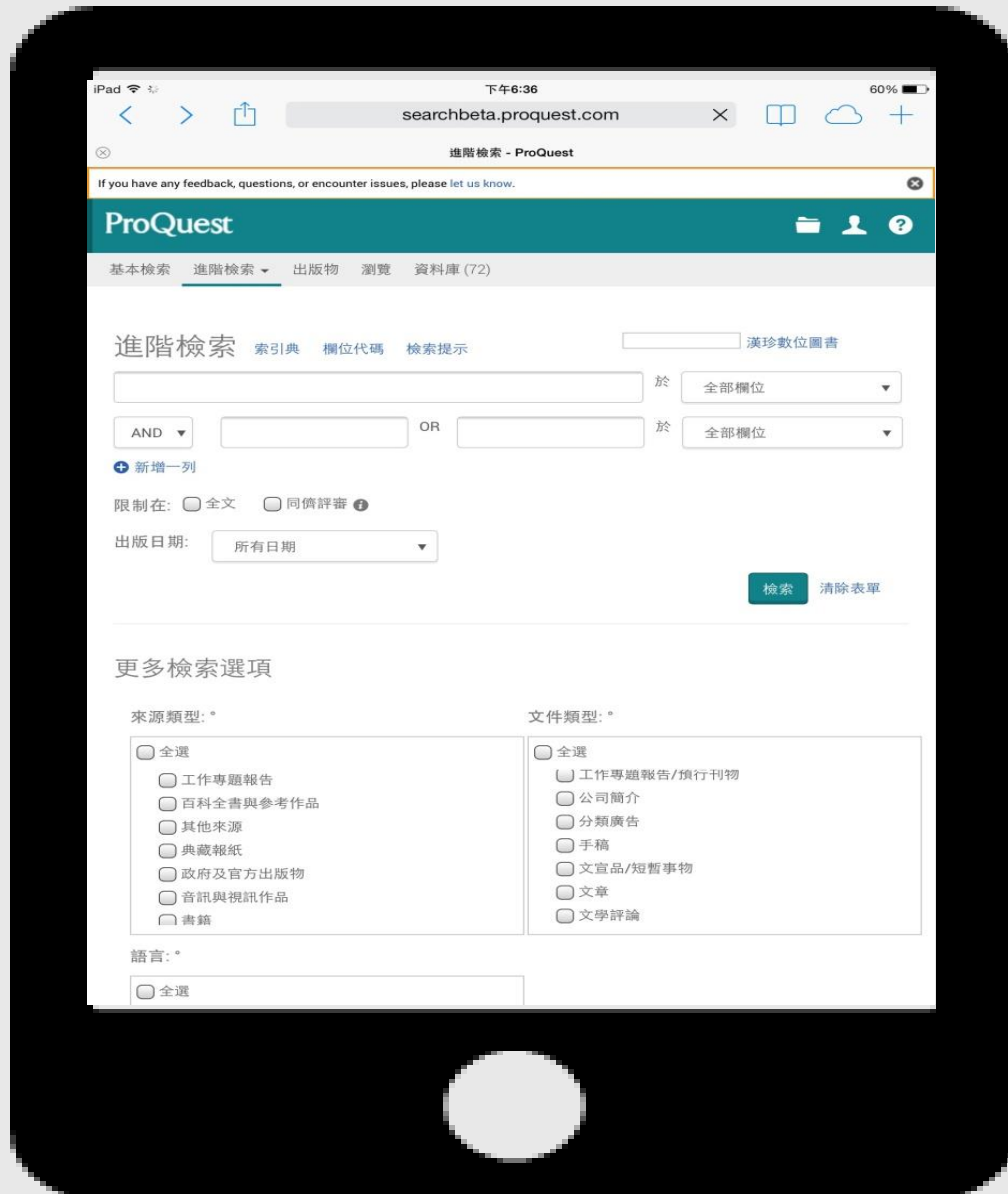 iPad 下午6:36 60%
searchbeta.proquest.com
進階檢索 - ProQuest
If you have any feedback, questions, or encounter issues, please let us know.
ProQuest
基本檢索 進階檢索 出版物 瀏覽 資料庫 (72)
進階檢索 索引典 欄位代碼 檢索提示 漢珍數位圖書
於 全部欄位
AND OR 於 全部欄位
新增一列
限制在: 全文 同儕評審
出版日期: 所有日期
檢索 清除表單
更多檢索選項
來源類型: °
全選
工作專題報告
百科全書與參考作品
其他來源
典藏報紙
政府及官方出版物
音訊與視訊作品
書籍
文件類型: °
全選
工作專題報告/預行刊物
公司簡介
分類廣告
手稿
文宣品/短暫事物
文章
文學評論
語言: °
全選